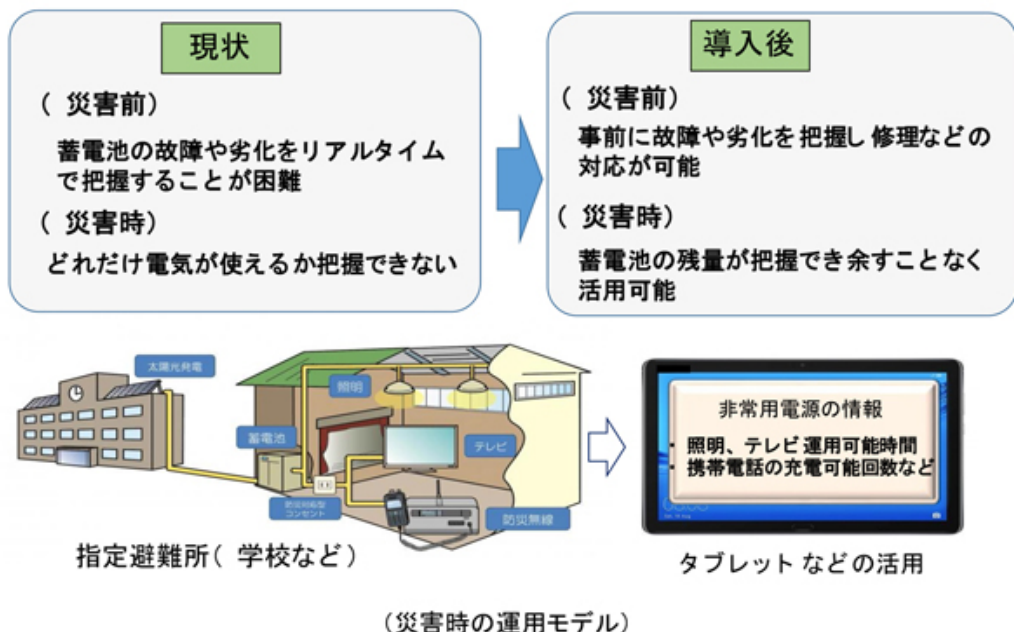 現状
( 災害前)
蓄電池の故障や劣化をリアルタイム
で把握することが困難
( 災害時)
どれだけ電気が使えるか把握できない
導入後
( 災害前)
事前に故障や劣化を把握し 修理などの
対応が可能
( 災害時)
蓄電池の残量が把握でき余すことなく
活用可能
太陽光発電
照明
蓄電池
テレビ
防災対応型
コンセント
防災無線
指定避難所( 学校など)
非常用電源の情報
・ 照明、テレビ 運用可能時間
・ 携帯電話の充電可能回数など
タブレット などの活用
(災害時の運用モデル)